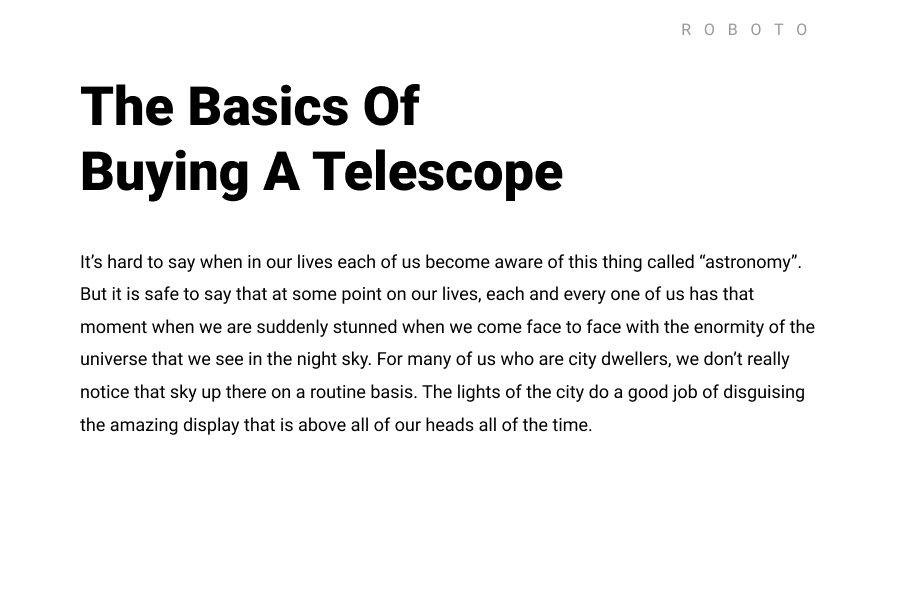 ROBOTO
The Basics Of
Buying A Telescope
It’s hard to say when in our lives each of us become aware of this thing called “astronomy”.
But it is safe to say that at some point on our lives, each and every one of us has that
moment when we are suddenly stunned when we come face to face with the enormity of the
universe that we see in the night sky. For many of us who are city dwellers, we don’t really
notice that sky up there on a routine basis. The lights of the city do a good job of disguising
the amazing display that is above all of our heads all of the time.